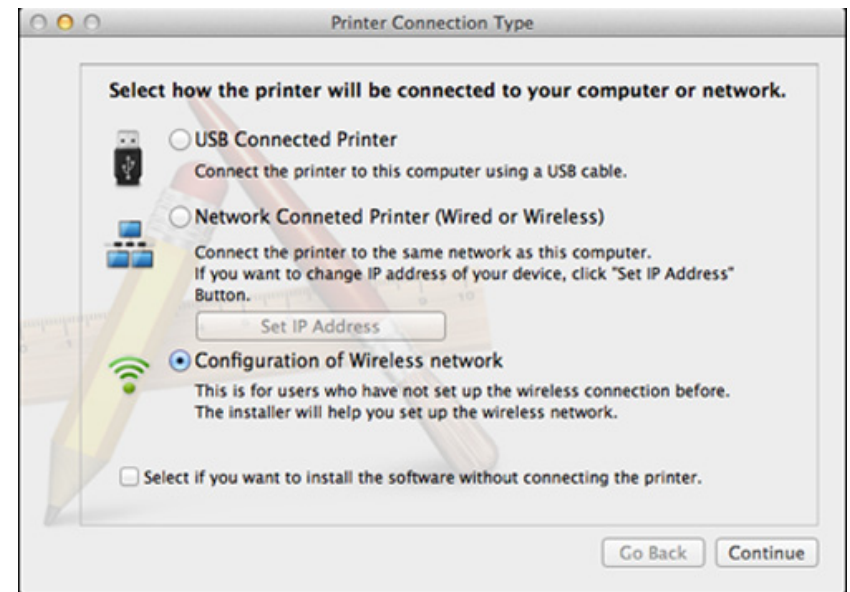 Printer Connection Type
Select how the printer will be connected to your computer or network.
USB Connected Printer
Connect the printer to this computer using a USB cable.
Network Conneted Printer (Wired or Wireless)
Connect the printer to the same network as this computer.
If you want to change IP address of your device, click "Set IP Address"
Button.
Set IP Address
Configuration of Wireless network
This is for users who have not set up the wireless connection before.
The installer will help you set up the wireless network.
Select if you want to install the software without connecting the printer.
Go Back Continue